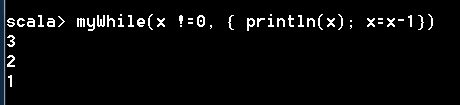 scala> myWhile(x !=0, { println(x); x=x-1})
3
2
1